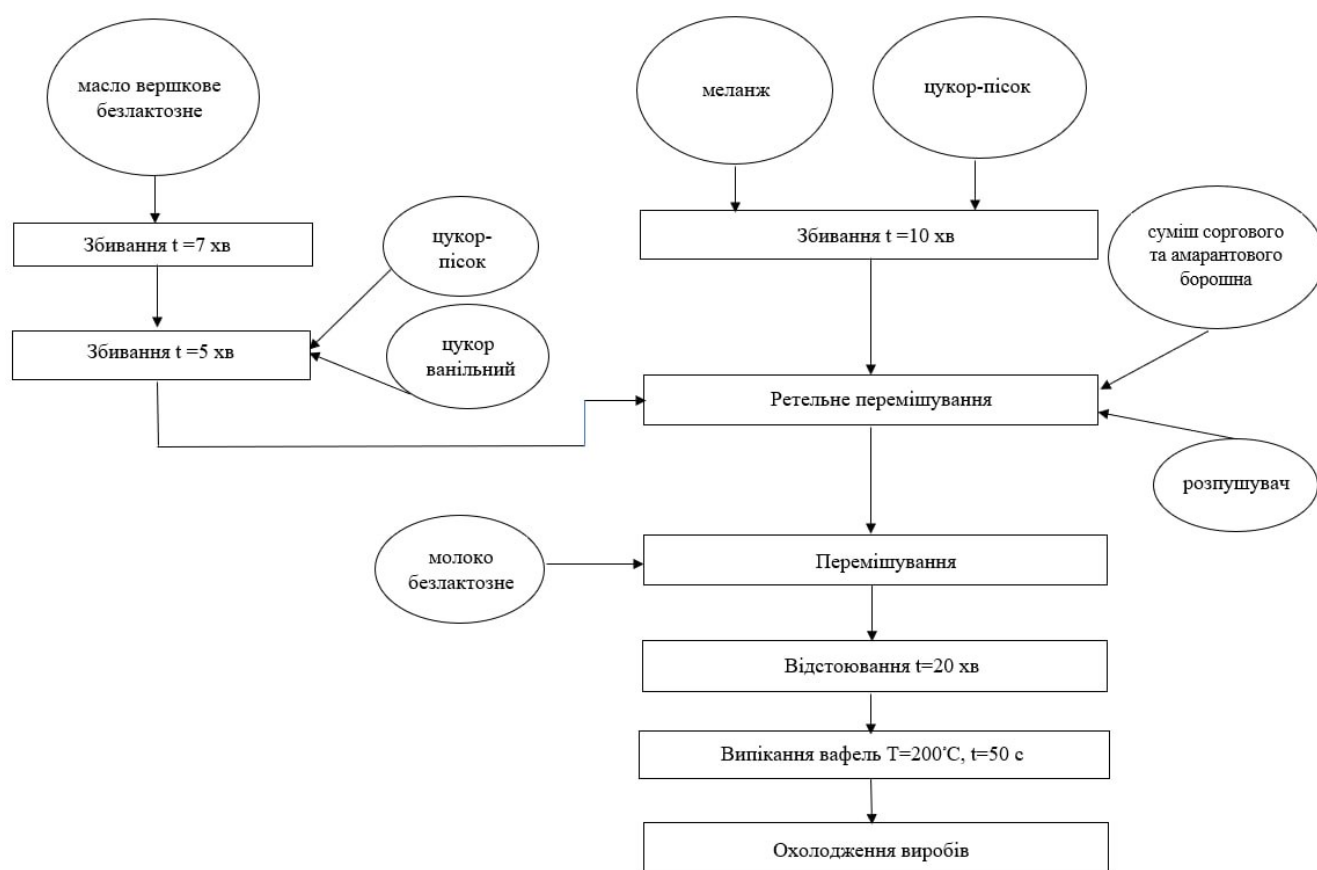 масло вершкове
безлактозне
меланж
цукор-пісок
Збивання t =7 хв
цукор-
пісок
Збивання t =10 хв
суміш соргового
та амарантового
борошна
Збивання t =5 хв
цукор
ванільний
Ретельне перемішування
розпушувач
молоко
безлактозне
Перемішування
Відстоювання t=20 хв
Випікання вафель T=200°C, t=50 с
Охолодження виробів